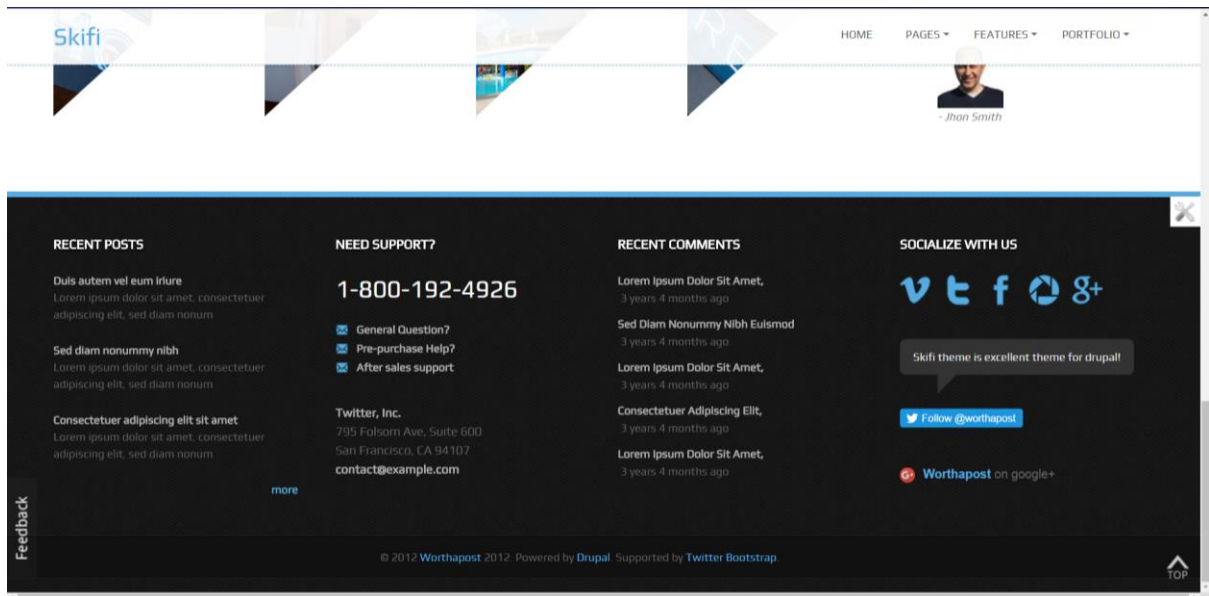 Skifi
HOME
PAGES
FEATURES
PORTFOLIO
- Jhon Smith
RECENT POSTS
Duis autem vel eum iriure
Lorem ipsum dolor sit amet, consectetuer
adipiscing elit, sed diam nonum
Sed diam nonummy nibh
Lorem ipsum dolor sit amet, consectetuer
adipiscing elit, sed diam nonum
Consectetuer adipiscing elit sit amet
Lorem ipsum dolor sit amet, consectetuer
adipiscing elit, sed diam nonum
more
NEED SUPPORT?
1-800-192-4926
General Question?
Pre-purchase Help?
After sales support
Twitter, Inc.
795 Folsom Ave, Suite 600
San Francisco, CA 94107
contact@example.com
RECENT COMMENTS
Lorem Ipsum Dolor Sit Amet,
3 years 4 months ago
Sed Diam Nonummy Nibh Euismod
3 years 4 months ago
Lorem Ipsum Dolor Sit Amet,
3 years 4 months ago
Consectetuer Adipiscing Elit,
3 years 4 months ago
Lorem Ipsum Dolor Sit Amet,
3 years 4 months ago
SOCIALIZE WITH US
Skifi theme is excellent theme for drupal!
Follow @worthapost
Worthapost on google+
Feedback
© 2012 Worthapost 2012. Powered by Drupal. Supported by Twitter Bootstrap.
TOP